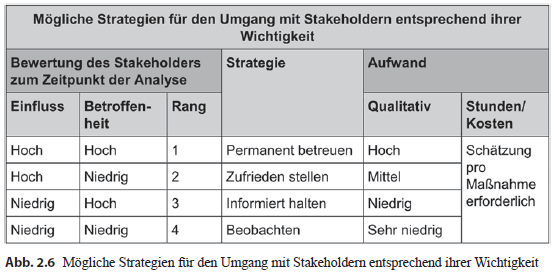 Mögliche Strategien für den Umgang mit Stakeholdern entsprechend ihrer
Wichtigkeit
Bewertung des Stakeholders
zum Zeitpunkt der Analyse
Strategie
Aufwand
Einfluss
Betroffen-
heit
Rang
Qualitativ
Stunden/
Kosten
Hoch Hoch 1 Permanent betreuen Hoch
Hoch Niedrig 2 Zufrieden stellen Mittel
Niedrig Hoch 3 Informiert halten Niedrig
Niedrig Niedrig 4 Beobachten Sehr niedrig
Schätzung
pro
Maßnahme
erforderlich
Abb. 2.6 Mögliche Strategien für den Umgang mit Stakeholdern entsprechend ihrer Wichtigkeit